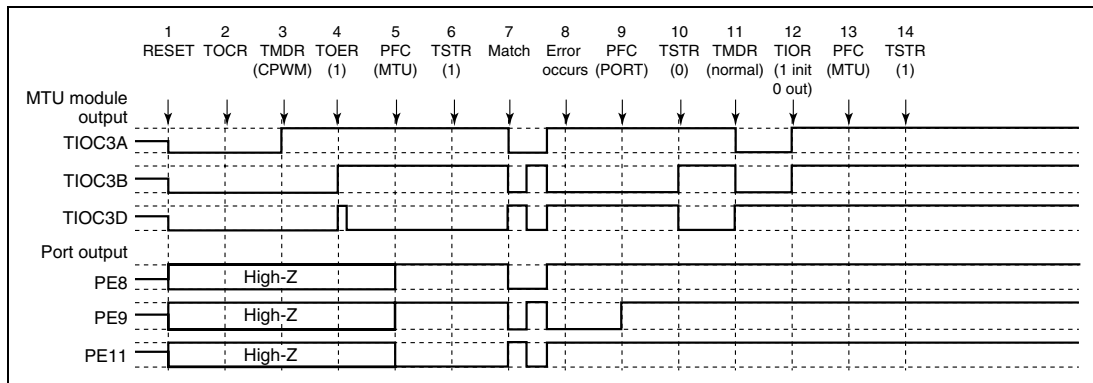 1 2 3 4 5 6 7 8 9 10 11 12 13 14
RESET TOCR TMDR TOER PFC TSTR Match Error PFC TSTR TMDR TIOR PFC TSTR
(CPWM) (1) (MTU) (1) occurs (PORT) (0) (normal) (1 init (MTU) (1)
0 out)
MTU module
output
TIOC3A
TIOC3B
TIOC3D
Port output
PE8 High-Z
PE9 High-Z
PE11 High-Z